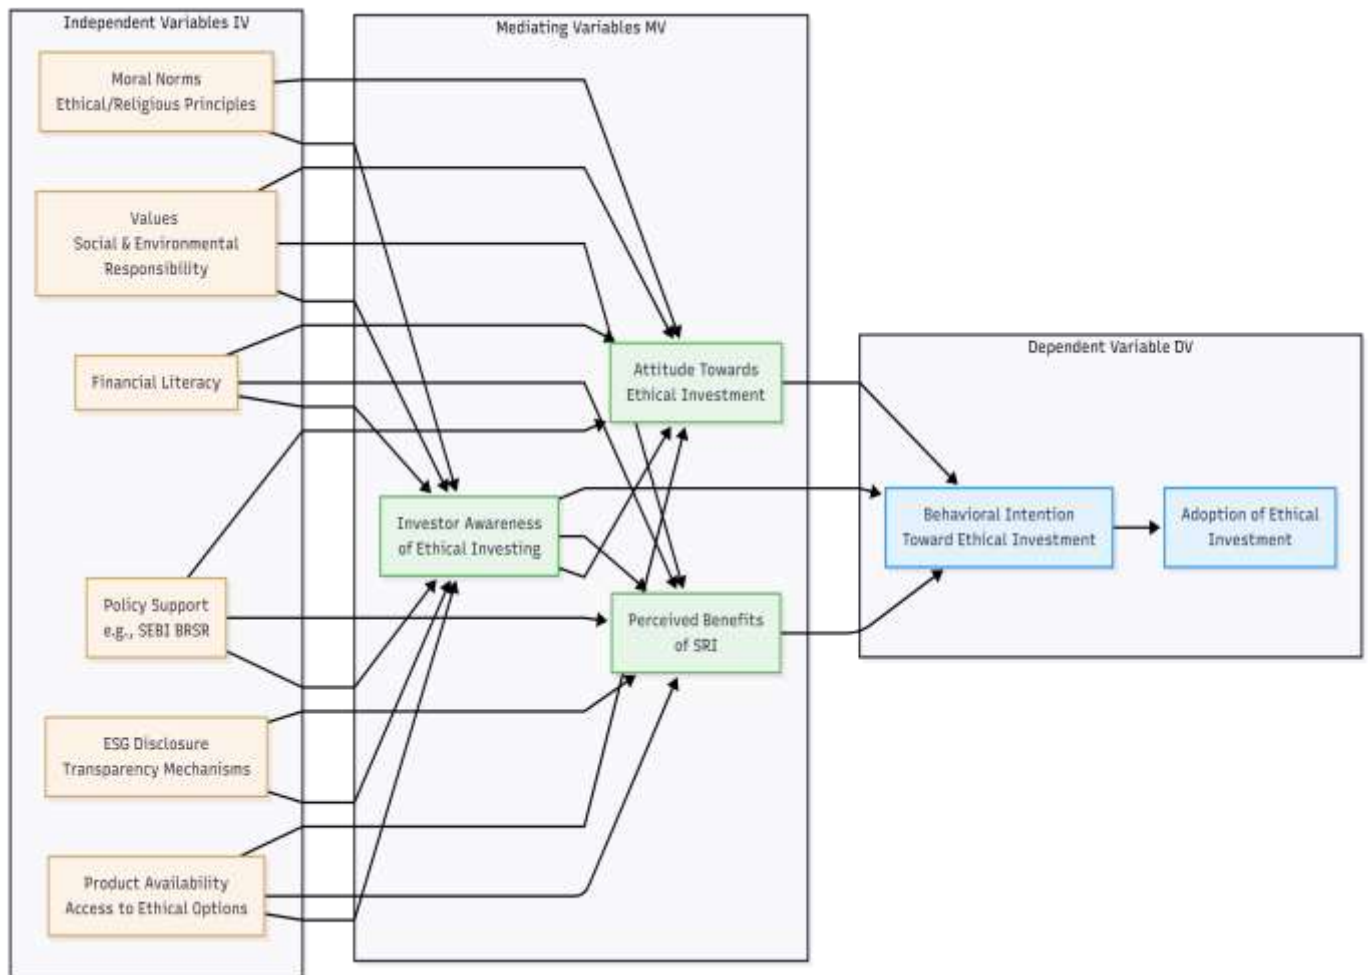 Independent Variables IV
Moral Norms
Ethical/Religious Principles
Values
Social & Environmental
Responsibility
Financial Literacy
Policy Support
e.g., SEBI BRSR
ESG Disclosure
Transparency Mechanisms
Product Availability
Access to Ethical Options
Mediating Variables MV
Attitude Towards
Ethical Investment
Investor Awareness
of Ethical Investing
Perceived Benefits
of SRI
Dependent Variable DV
Behavioral Intention
Toward Ethical Investment
Adoption of Ethical
Investment